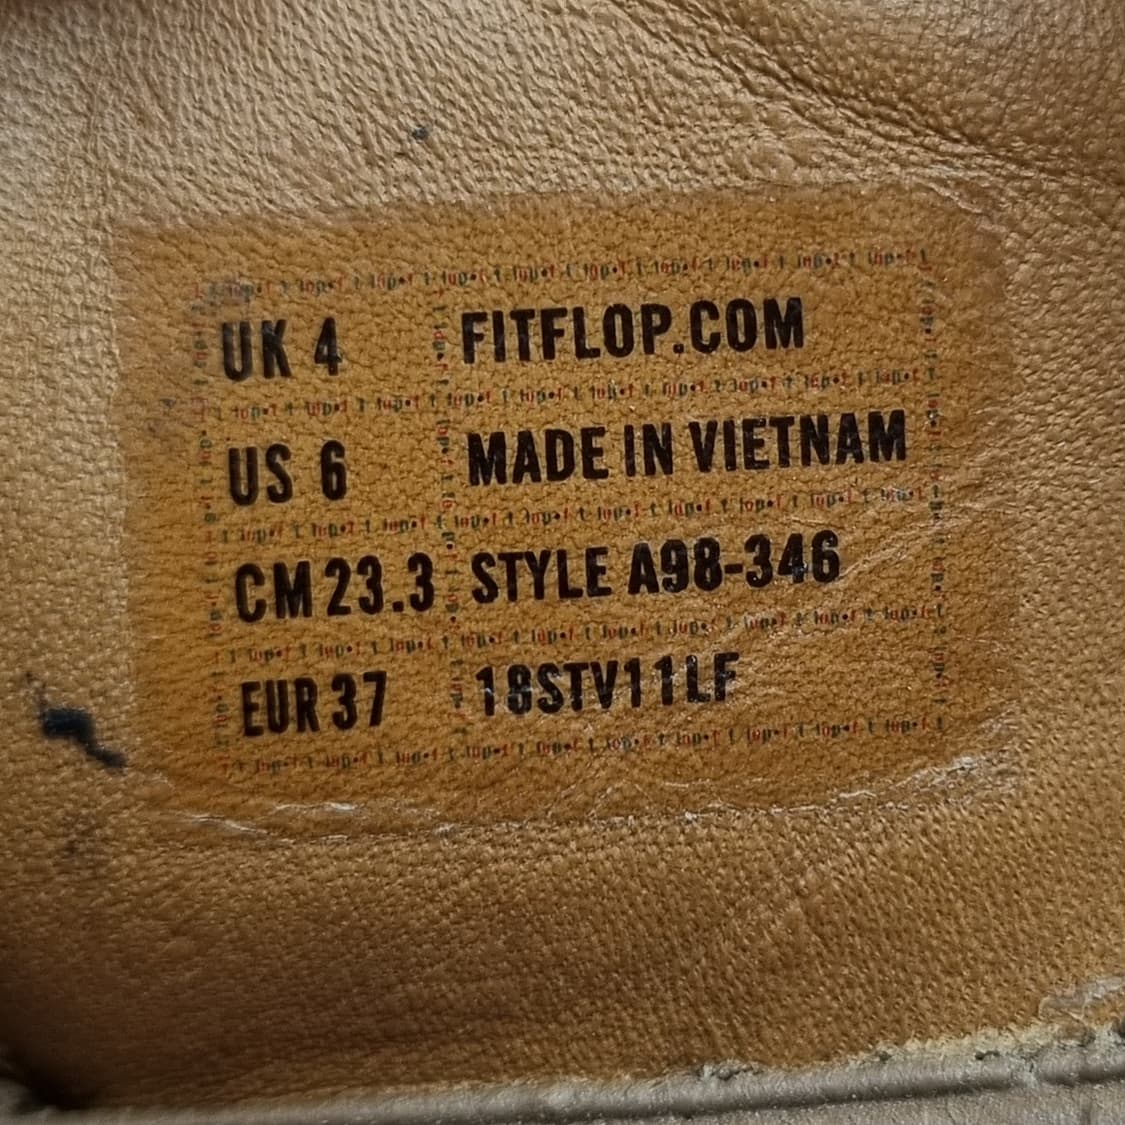 UK 4 FITFLOP.COM
US 6 MADE IN VIETNAM
CM 23.3 STYLE A98-346
EUR 37 18STV11LF